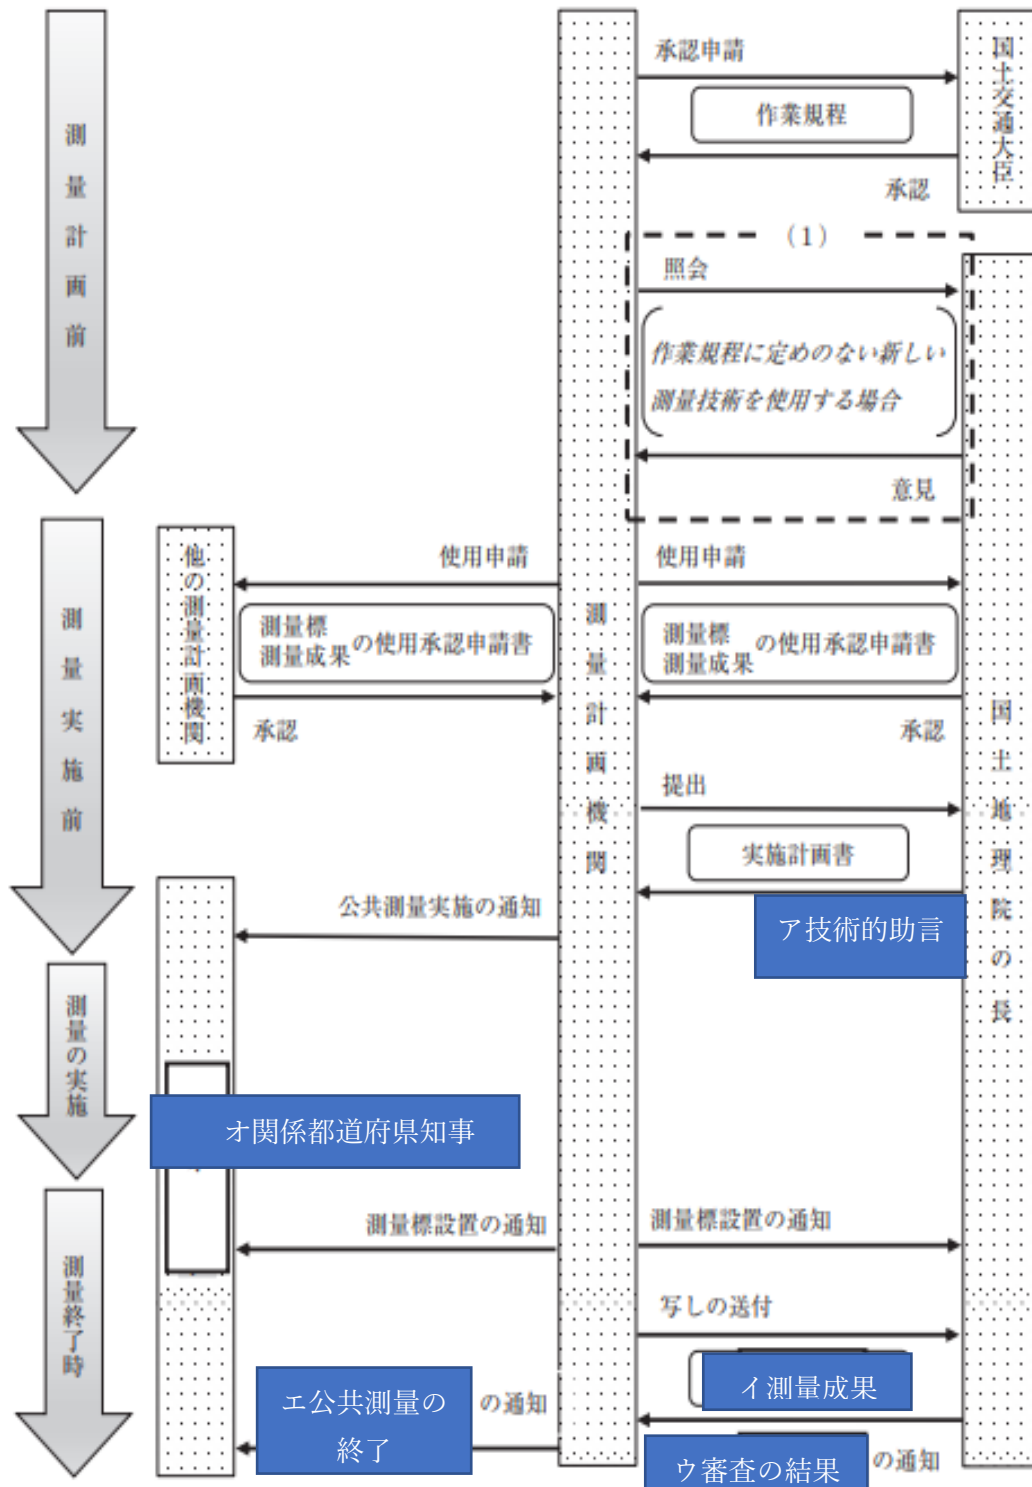 測量計画前
測量実施前
測量の実施
測量終了時
他の測量計画機関
測量計画機関
国土交通大臣
国土地理院の長
承認申請
作業規程
承認
(1)
照会
作業規程に定めのない新しい
測量技術を使用する場合
意見
使用申請
測量標
測量成果
の使用承認申請書
承認
使用申請
測量標
測量成果
の使用承認申請書
承認
提出
実施計画書
ア技術的助言
公共測量実施の通知
オ関係都道府県知事
測量標設置の通知
測量標設置の通知
写しの送付
イ測量成果
ウ審査の結果
の通知
エ公共測量の
終了
の通知